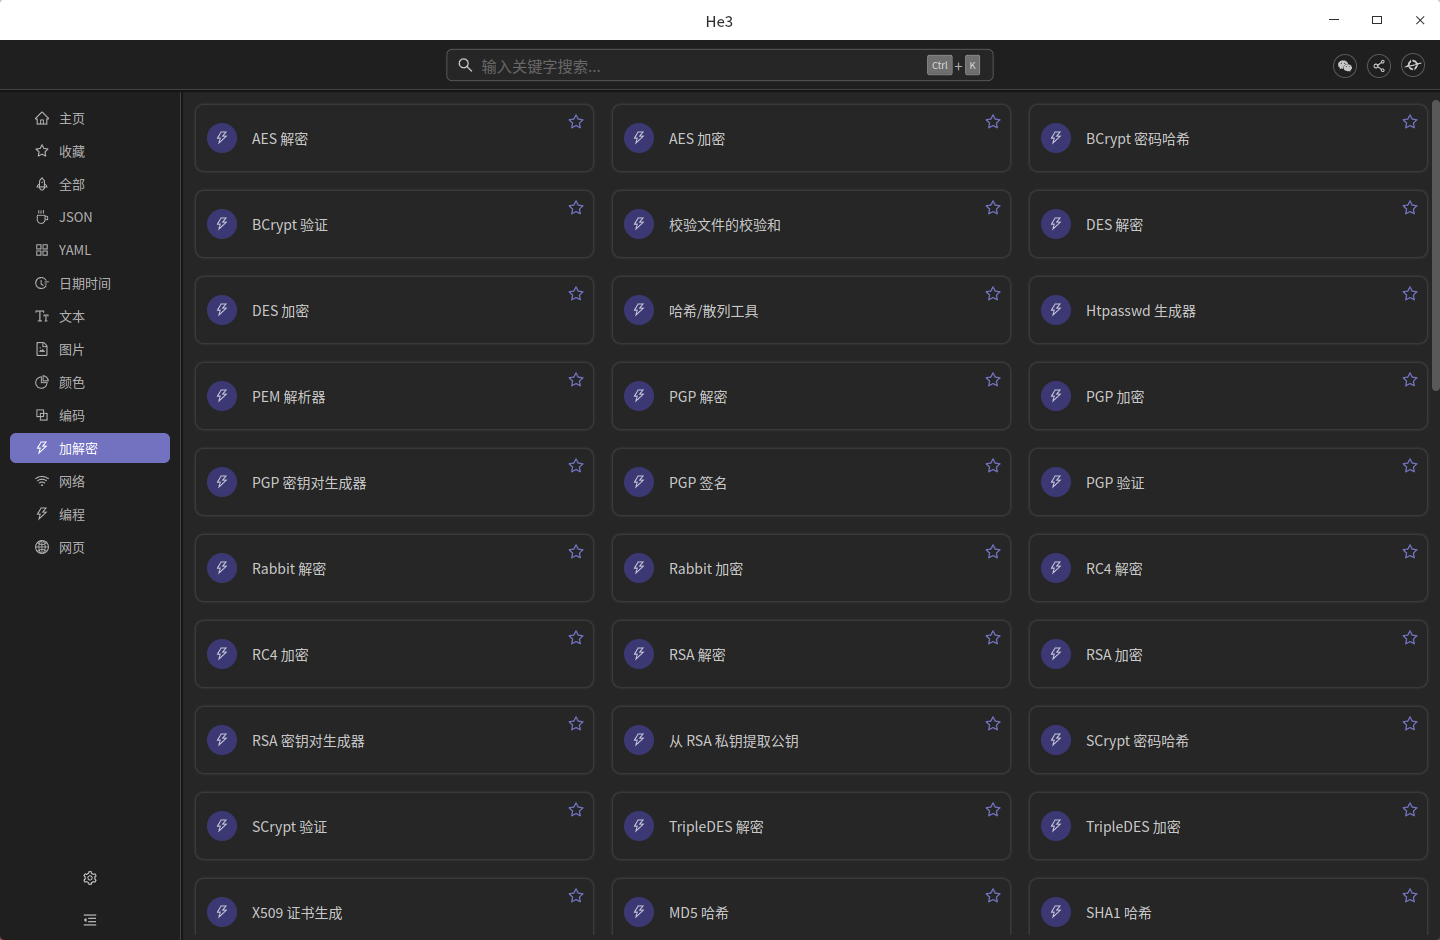 He3
输入关键字搜索...
Ctrl + K
主页
收藏
全部
JSON
YAML
日期时间
文本
图片
颜色
编码
加解密
网络
编程
网页
AES 解密
AES 加密
BCrypt 密码哈希
BCrypt 验证
校验文件的校验和
DES 解密
DES 加密
哈希/散列工具
Htpasswd 生成器
PEM 解析器
PGP 解密
PGP 加密
PGP 密钥对生成器
PGP 签名
PGP 验证
Rabbit 解密
Rabbit 加密
RC4 解密
RC4 加密
RSA 解密
RSA 加密
RSA 密钥对生成器
从 RSA 私钥提取公钥
SCrypt 密码哈希
SCrypt 验证
TripleDES 解密
TripleDES 加密
X509 证书生成
MD5 哈希
SHA1 哈希